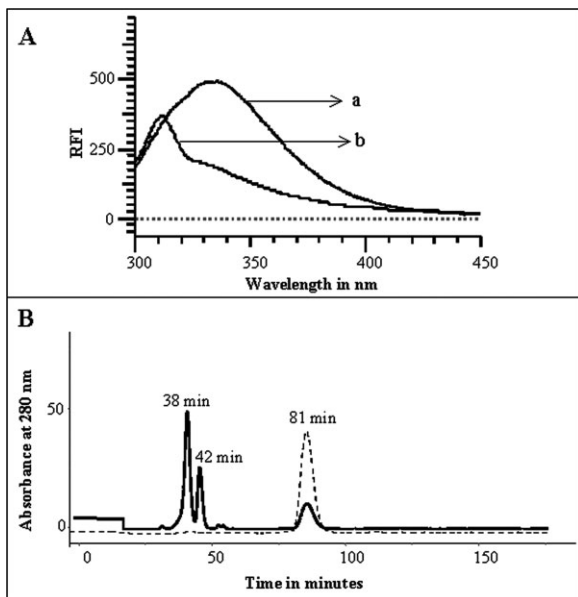 A
500
a
b
250
RFI
0
300
350
400
450
Wavelength in nm
B
38 min
81 min
50
42 min
Absorbance at 280 nm
0
0
50
100
150
Time in minutes